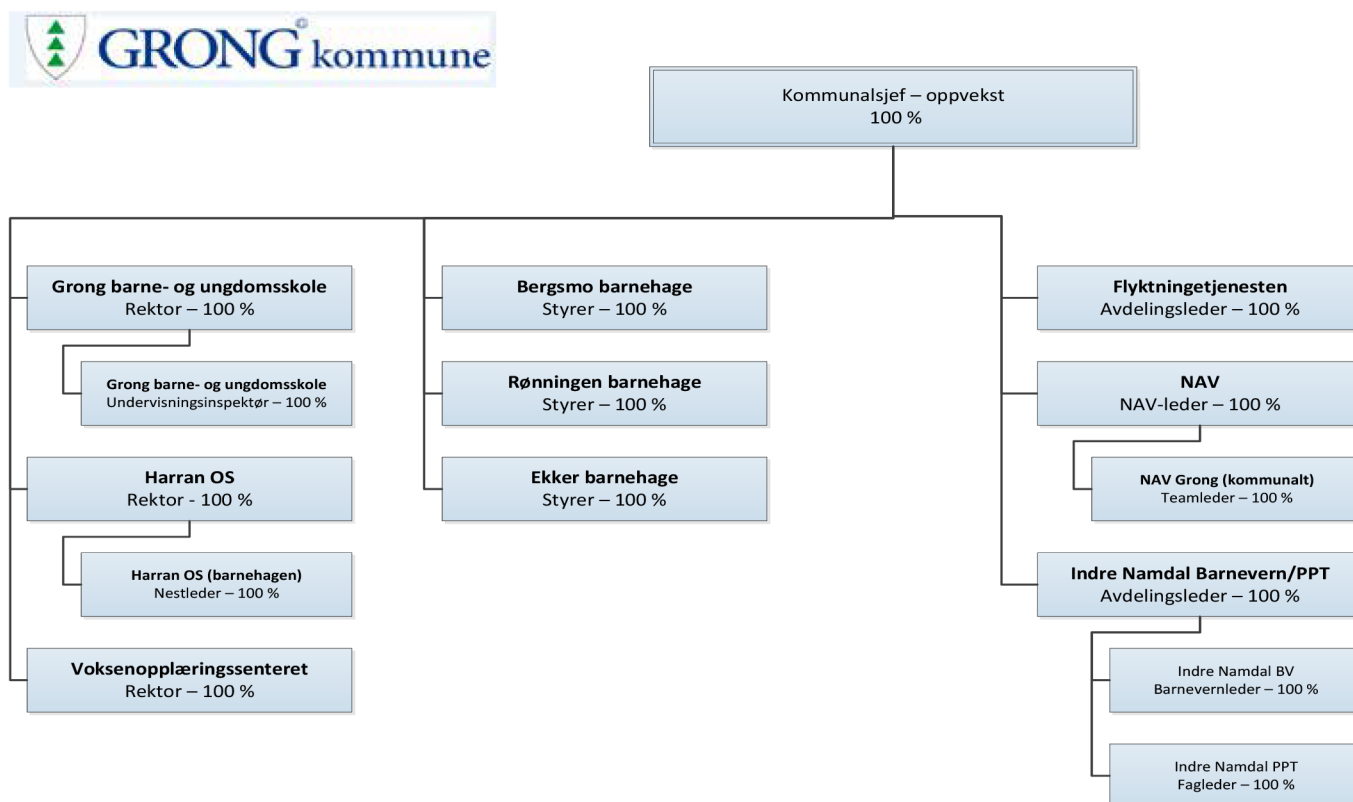 GRONG© kommune
Kommunalsjef – oppvekst
100 %
Grong barne- og ungdomsskole
Rektor – 100 %
Grong barne- og ungdomsskole
Undervisningsinspektør – 100 %
Harran OS
Rektor - 100 %
Harran OS (barnehagen)
Nestleder – 100 %
Voksenopplæringssenteret
Rektor – 100 %
Bergsmo barnehage
Styrer – 100 %
Rønningen barnehage
Styrer – 100 %
Ekker barnehage
Styrer – 100 %
Flyktningetjenesten
Avdelingsleder – 100 %
NAV
NAV-leder – 100 %
NAV Grong (kommunalt)
Teamleder – 100 %
Indre Namdal Barnevern/PPT
Avdelingsleder – 100 %
Indre Namdal BV
Barnevernleder – 100 %
Indre Namdal PPT
Fagleder – 100 %